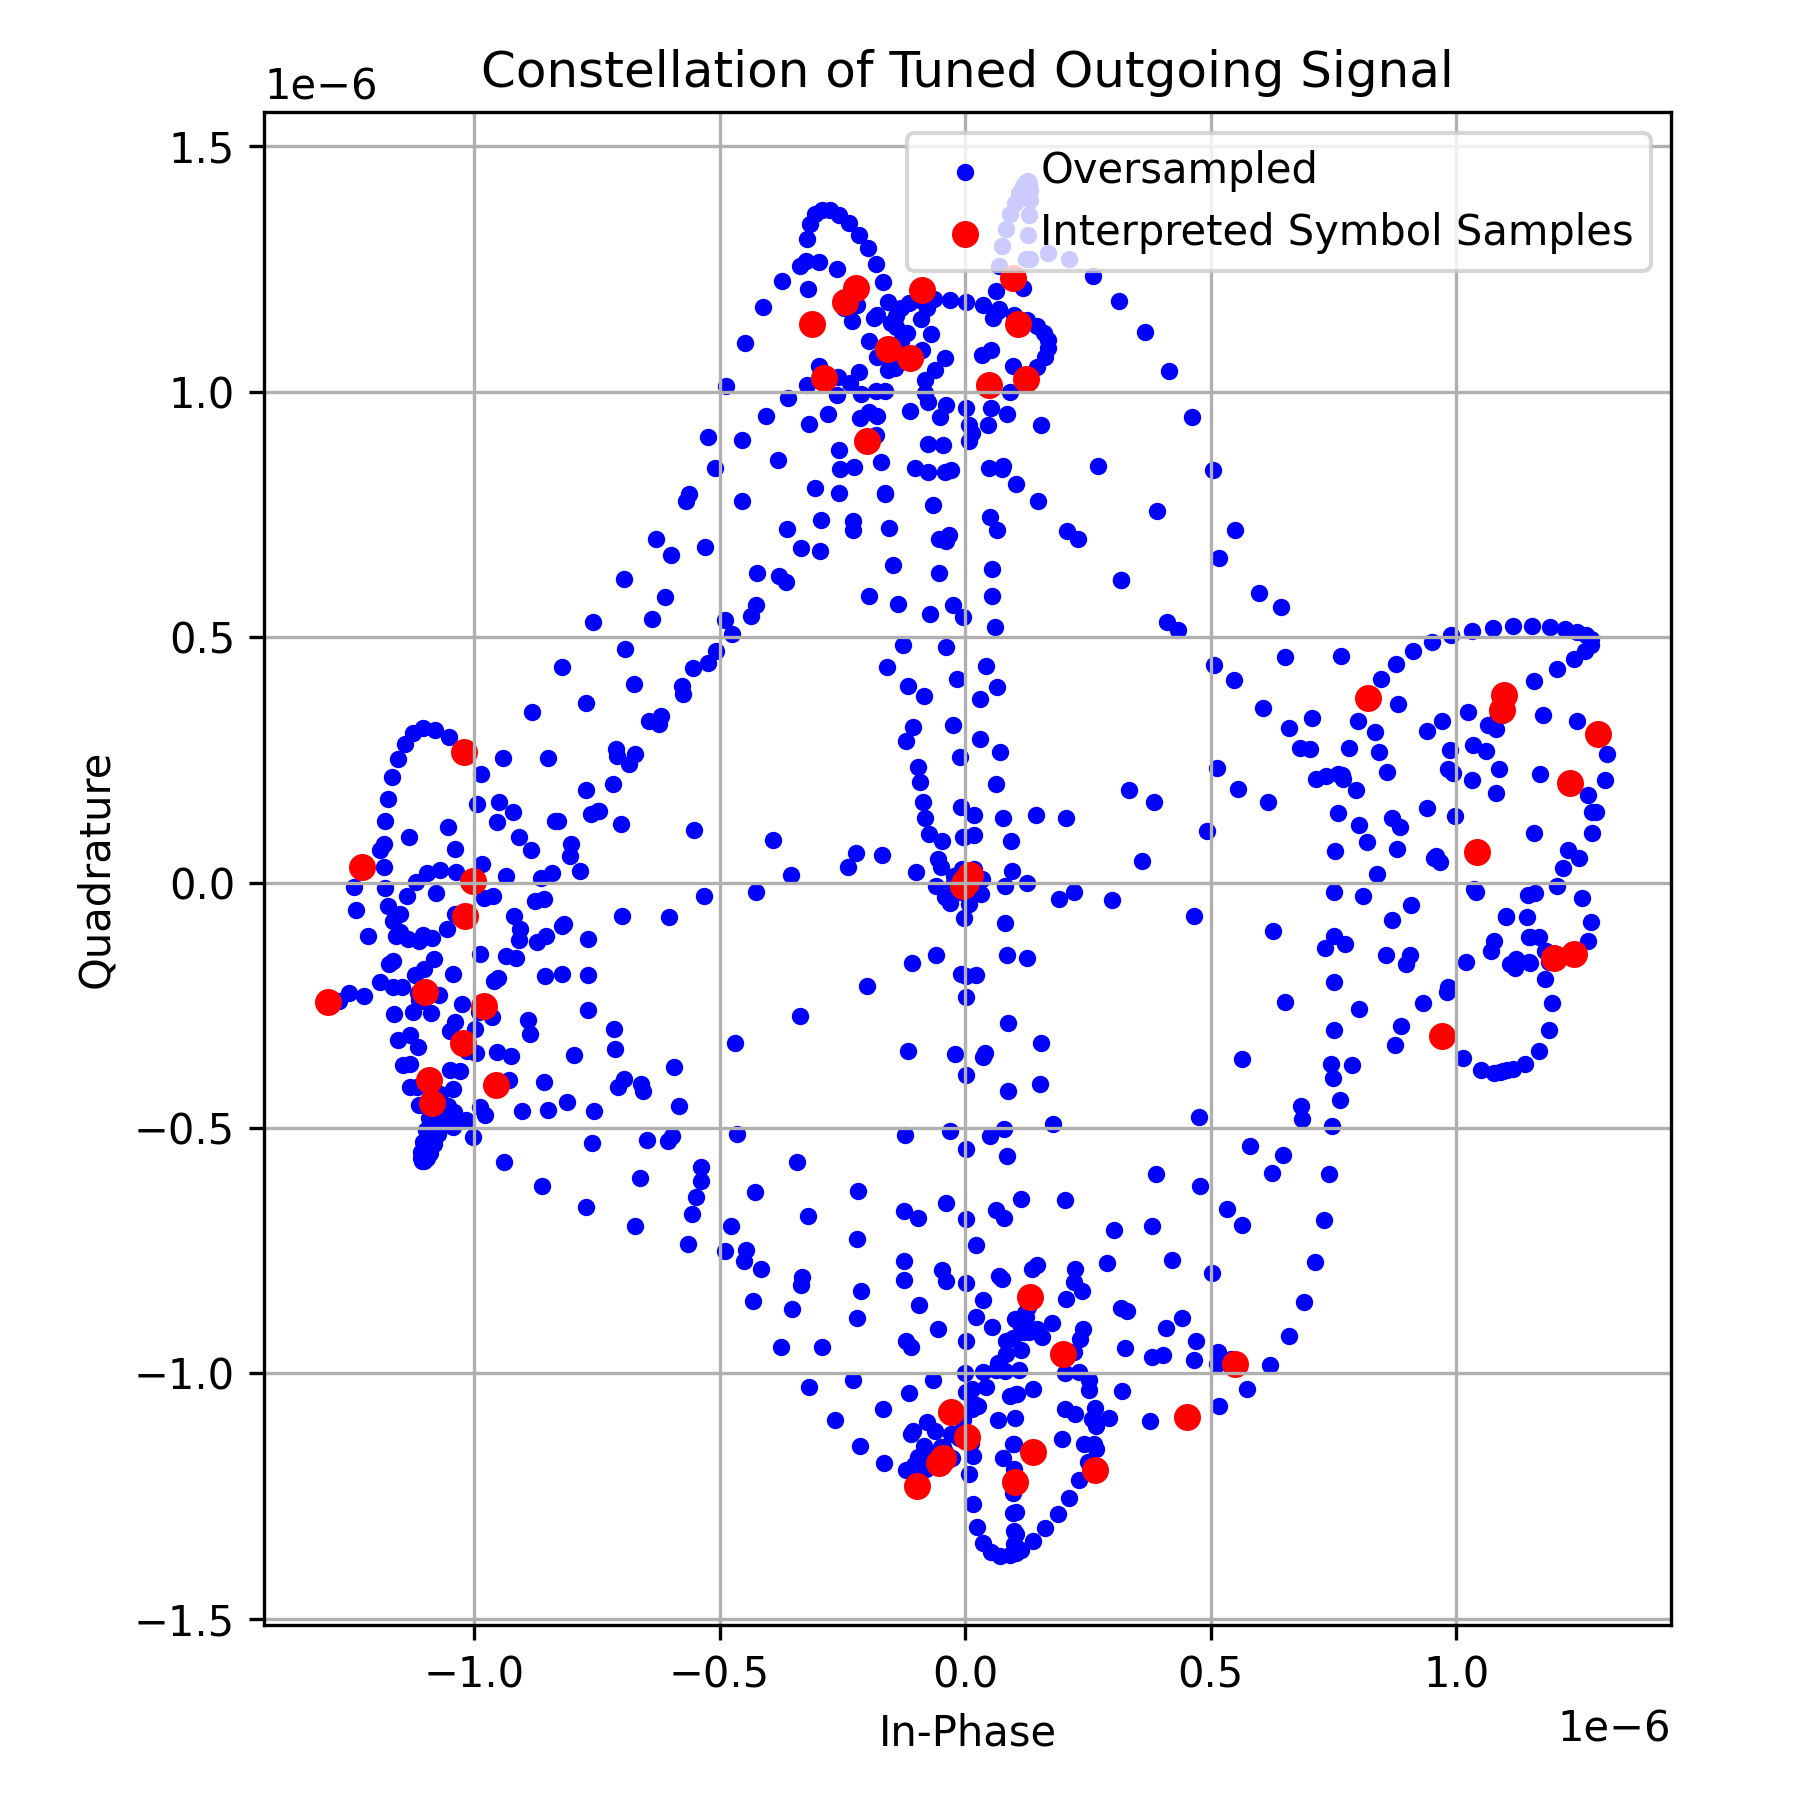 Constellation of Tuned Outgoing Signal
1e−6
Oversampled
Interpreted Symbol Samples
1.5
1.0
0.5
0.0
−0.5
−1.0
−1.5
Quadrature
−1.0 −0.5 0.0 0.5 1.0
In-Phase
1e−6